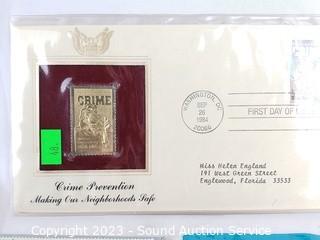 48.
CRIME
WASHINGTON, DC
SEP
26
1984
20066
FIRST DAY OF
Miss Helen England
191 West Green Street
Englewood, Florida 33533
Crime Prevention
Making Our Neighborhoods Safe
Copyright 2023 - Sound Auction Service